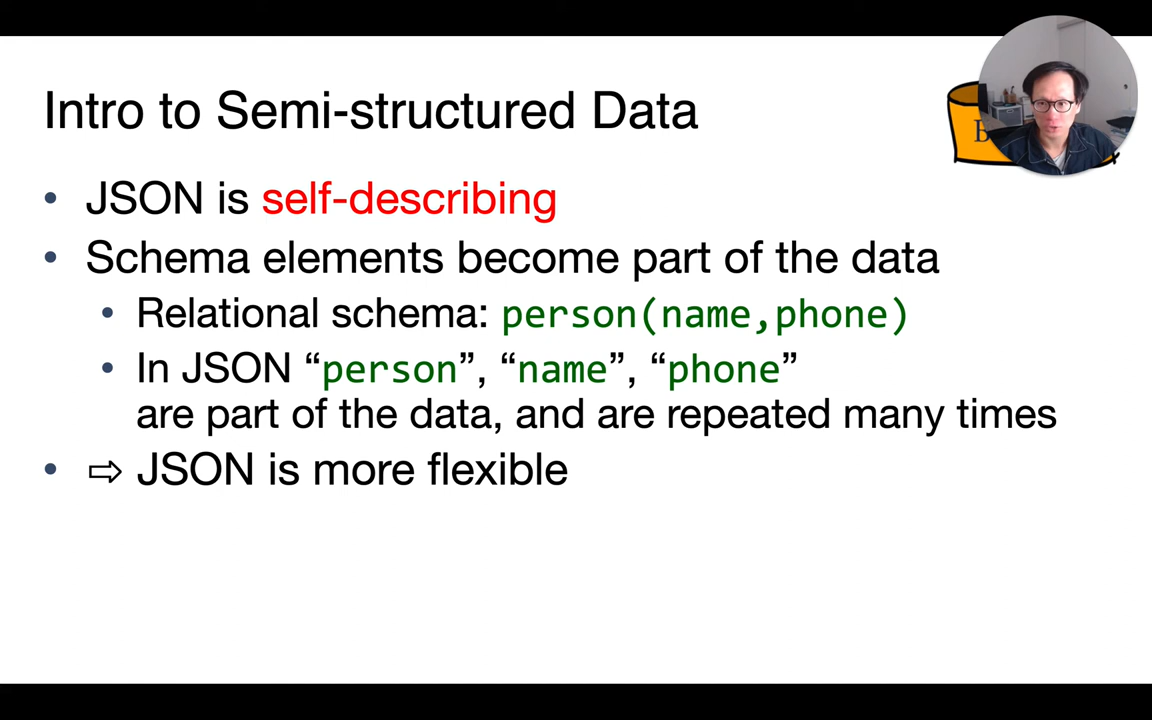 Intro to Semi-structured Data
• JSON is self-describing
• Schema elements become part of the data
• Relational schema: person(name,phone)
• In JSON “person”, “name”, “phone”
are part of the data, and are repeated many times
• ⇨ JSON is more flexible